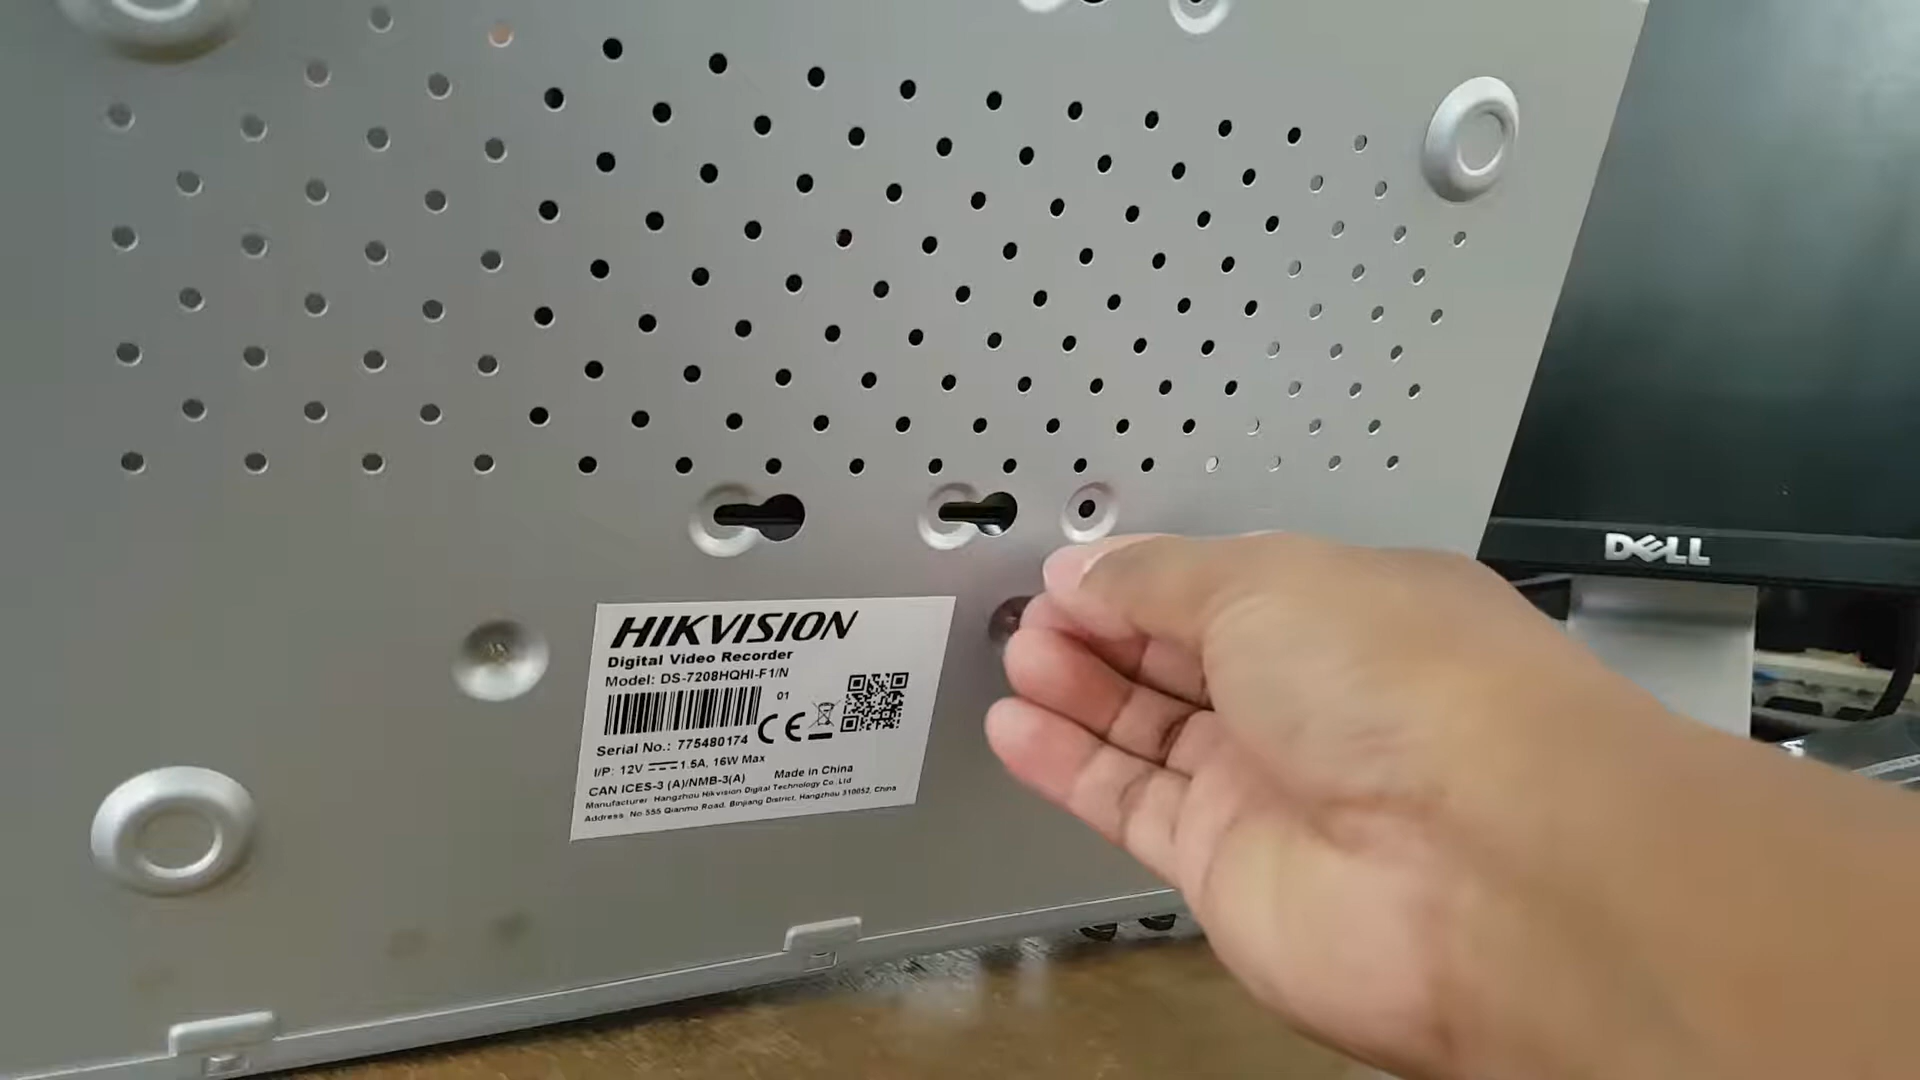 HIKVISION
Digital Video Recorder
Model: DS-7208HQHI-F1/N
01
Serial No.: 775480174
I/P: 12V ⎓ 1.5A, 16W Max
CAN ICES-3 (A)/NMB-3(A) Made in China
Manufacturer: Hangzhou Hikvision Digital Technology Co. Ltd
Address: No 555 Qianmo Road, Binjiang District, Hangzhou 310052, China
CE
DELL